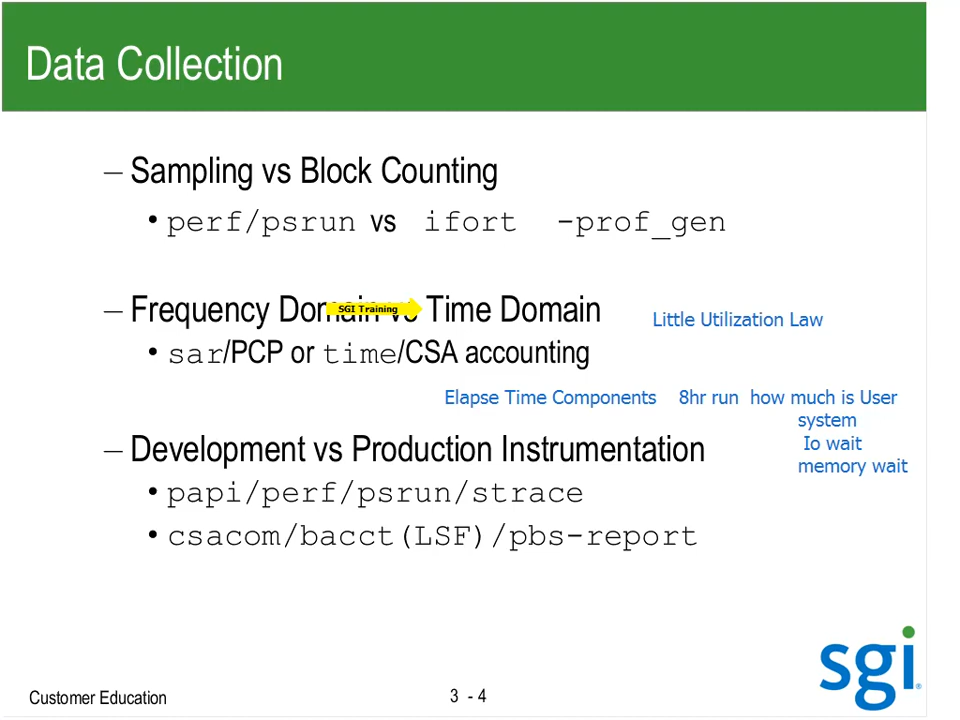 Data Collection
– Sampling vs Block Counting
• perf/psrun vs ifort -prof_gen
– Frequency Domain vs Time Domain
SGI Training
Little Utilization Law
• sar/PCP or time/CSA accounting
Elapse Time Components 8hr run how much is User
system
Io wait
memory wait
– Development vs Production Instrumentation
• papi/perf/psrun/strace
• csacom/bacct(LSF)/pbs-report
sgi®
Customer Education
3 - 4